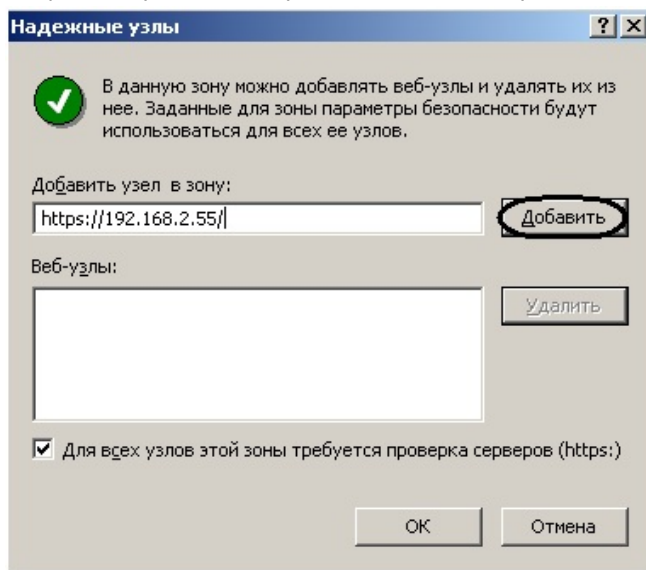 Надежные узлы
В данную зону можно добавлять веб-узлы и удалять их из
нее. Заданные для зоны параметры безопасности будут
использоваться для всех ее узлов.
Добавить узел в зону:
https://192.168.2.55/
Добавить
Веб-узлы:
Удалить
Для всех узлов этой зоны требуется проверка серверов (https:)
ОК
Отмена